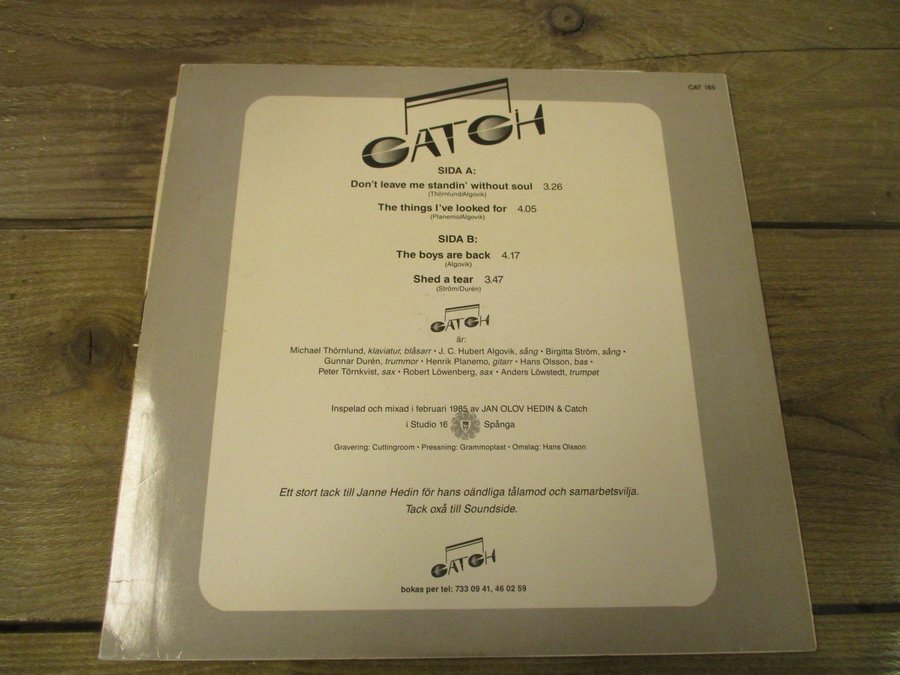 CAT 185
CATCH
SIDA A:
Don't leave me standin' without soul 3.26
(Thörnlund/Algovik)
The things I've looked for 4.05
(Planemo/Algovik)
SIDA B:
The boys are back 4.17
(Algovik)
Shed a tear 3.47
(Ström/Durén)
CATCH
är:
Michael Thörnlund, klaviatur, blåsarr • J. C. Hubert Algovik, sång • Birgitta Ström, sång •
Gunnar Durén, trummor • Henrik Planemo, gitarr • Hans Olsson, bas •
Peter Törnkvist, sax • Robert Löwenberg, sax • Anders Löwstedt, trumpet
Inspelad och mixad i februari 1985 av JAN OLOV HEDIN & Catch
i Studio 16 Spånga
Gravering: Cuttingroom • Pressning: Grammoplast • Omslag: Hans Olsson
Ett stort tack till Janne Hedin för hans oändliga tålamod och samarbetsvilja.
Tack oxå till Soundside.
CATCH
bokas per tel: 733 09 41, 46 02 59